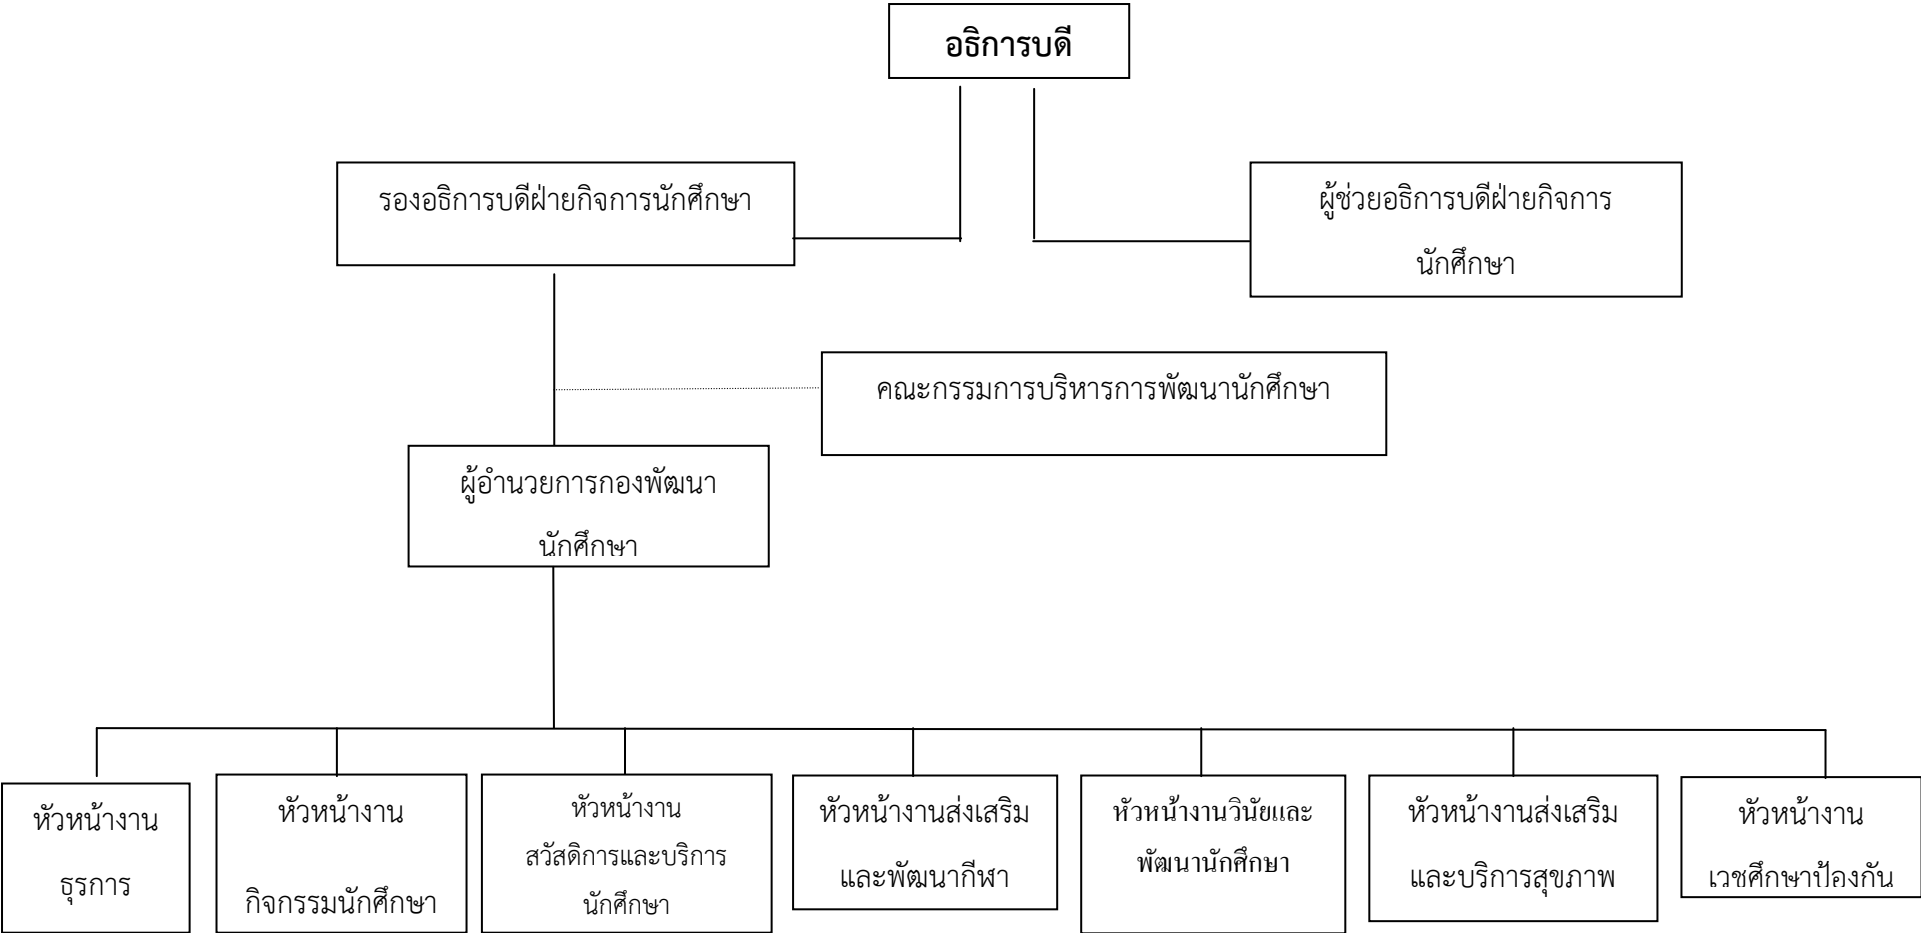 อธิการบดี
รองอธิการบดีฝ่ายกิจการนักศึกษา
ผู้ช่วยอธิการบดีฝ่ายกิจการ
นักศึกษา
คณะกรรมการบริหารการพัฒนานักศึกษา
ผู้อำนวยการกองพัฒนา
นักศึกษา
หัวหน้างาน
ธุรการ
หัวหน้างาน
กิจกรรมนักศึกษา
หัวหน้างาน
สวัสดิการและบริการ
นักศึกษา
หัวหน้างานส่งเสริม
และพัฒนากีฬา
หัวหน้างานวินัยและ
พัฒนานักศึกษา
หัวหน้างานส่งเสริม
และบริการสุขภาพ
หัวหน้างาน
เวชศึกษาป้องกัน